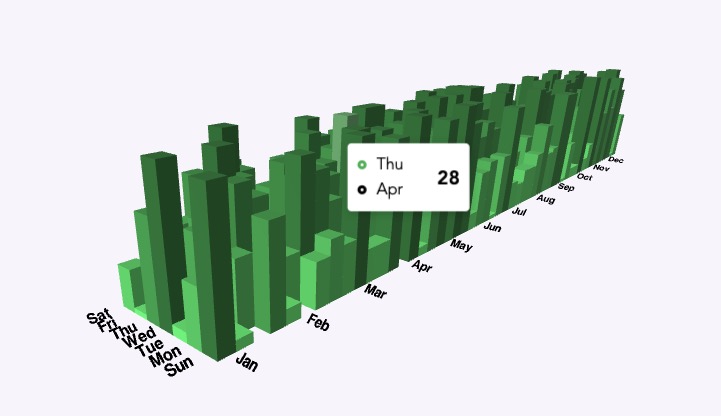 Thu
Apr
28
Sat
Fri
Thu
Wed
Tue
Mon
Sun
Jan
Feb
Mar
Apr
May
Jun
Jul
Aug
Sep
Oct
Nov
Dec